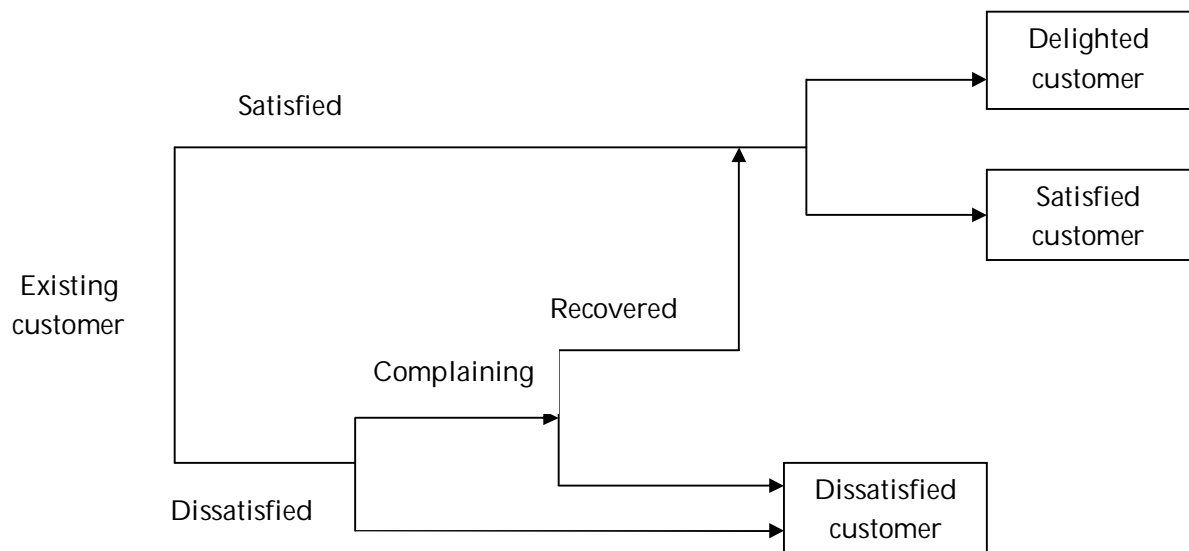 Delighted
customer
Satisfied
Satisfied
customer
Existing
customer
Recovered
Complaining
Dissatisfied
Dissatisfied
customer